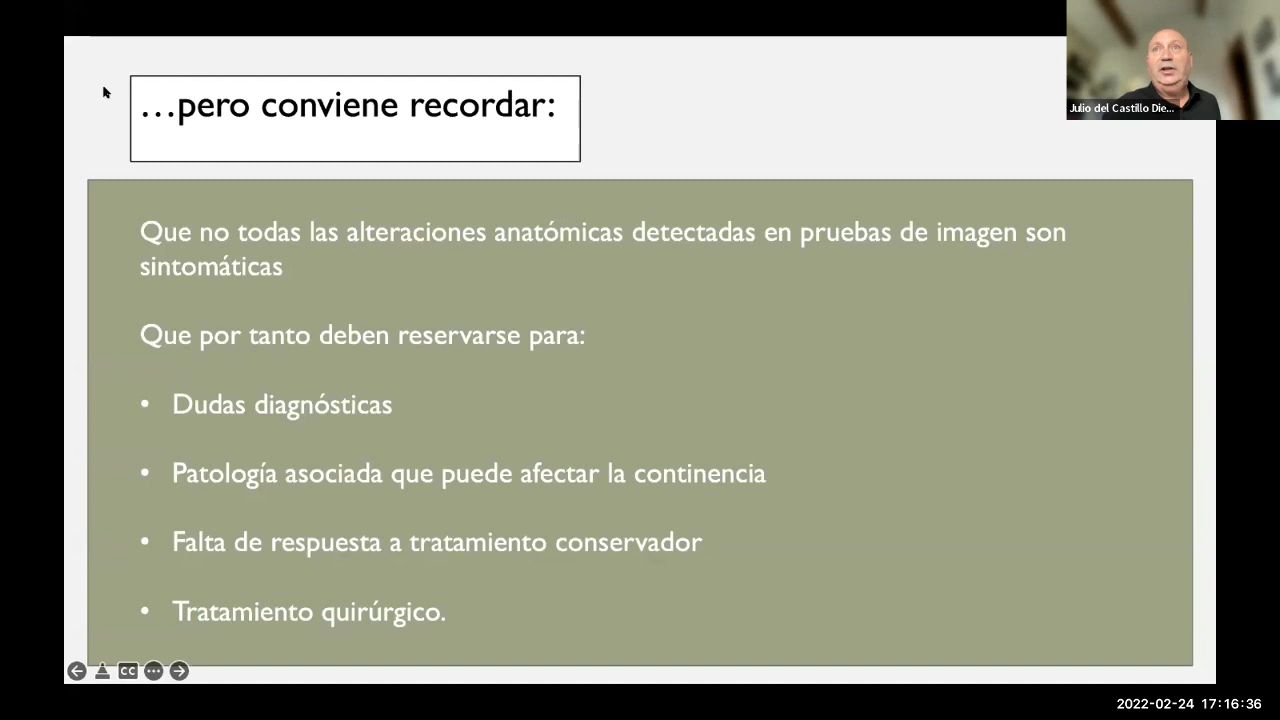 …pero conviene recordar:
Julio del Castillo Die...
Que no todas las alteraciones anatómicas detectadas en pruebas de imagen son
sintomáticas
Que por tanto deben reservarse para:
• Dudas diagnósticas
• Patología asociada que puede afectar la continencia
• Falta de respuesta a tratamiento conservador
• Tratamiento quirúrgico.
CC
2022-02-24 17:16:36